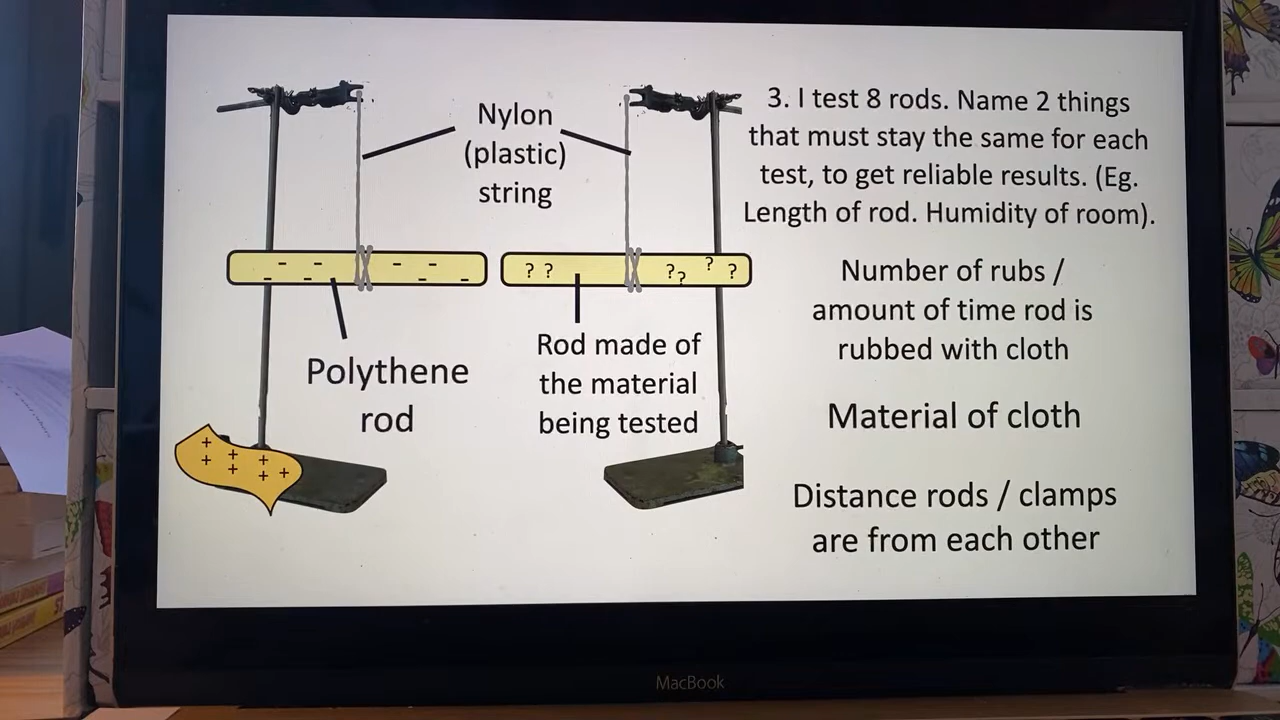 Nylon
(plastic)
string
Polythene
rod
? ?
? ? ? ?
Rod made of
the material
being tested
3. I test 8 rods. Name 2 things
that must stay the same for each
test, to get reliable results. (Eg.
Length of rod. Humidity of room).
Number of rubs /
amount of time rod is
rubbed with cloth
Material of cloth
Distance rods / clamps
are from each other
MacBook